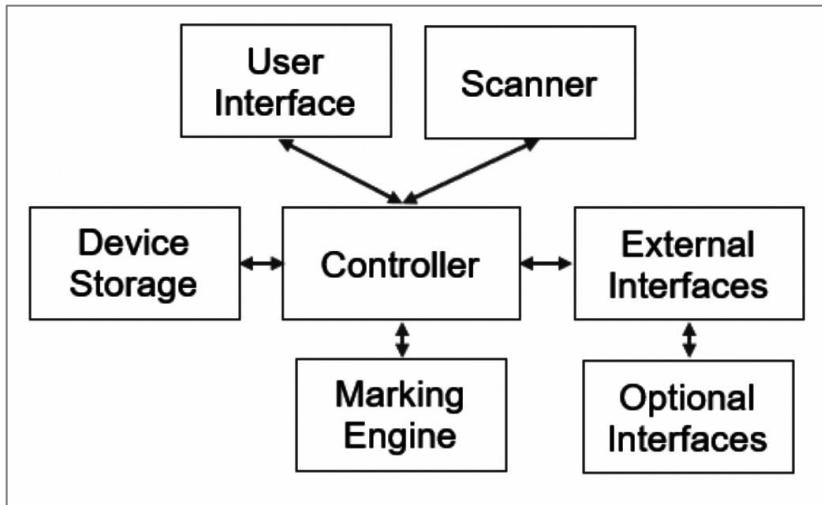 User
Interface
Scanner
Device
Storage
Controller
External
Interfaces
Marking
Engine
Optional
Interfaces